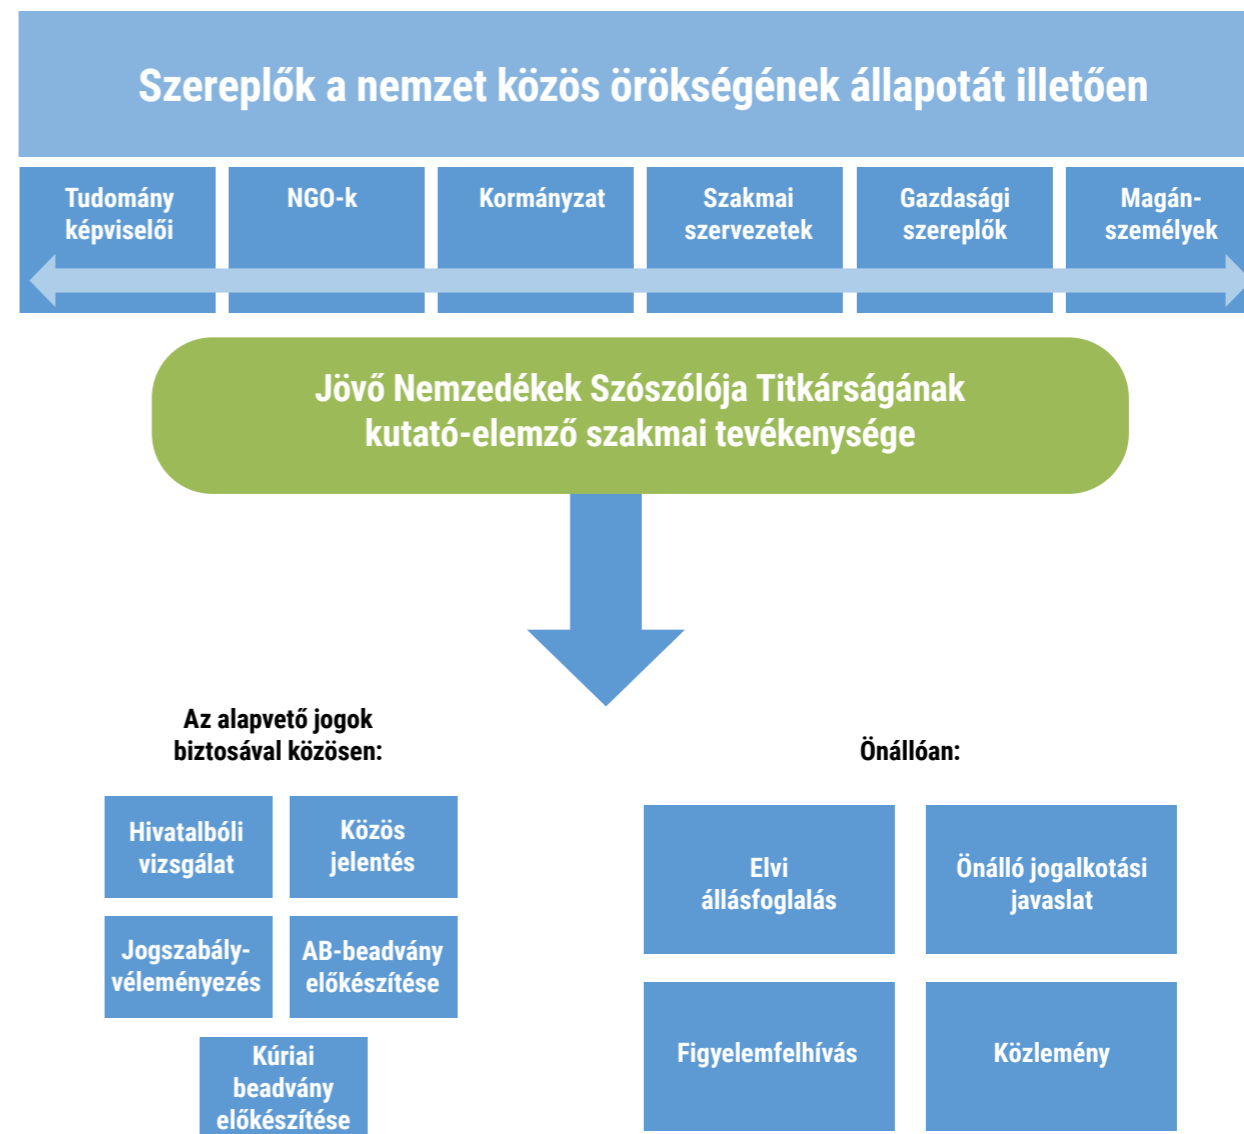 Szereplők a nemzet közös örökségének állapotát illetően
Tudomány
képviselői
NGO-k
Kormányzat
Szakmai
szervezetek
Gazdasági
szereplők
Magán-
személyek
Jövő Nemzedékek Szószólója Titkárságának
kutató-elemző szakmai tevékenysége
Az alapvető jogok
biztosával közösen:
Hivatalbóli
vizsgálat
Közös
jelentés
Jogszabály-
véleményezés
AB-beadvány
előkészítése
Kúriai
beadvány
előkészítése
Önállóan:
Elvi
állásfoglalás
Önálló jogalkotási
javaslat
Figyelemfelhívás
Közlemény